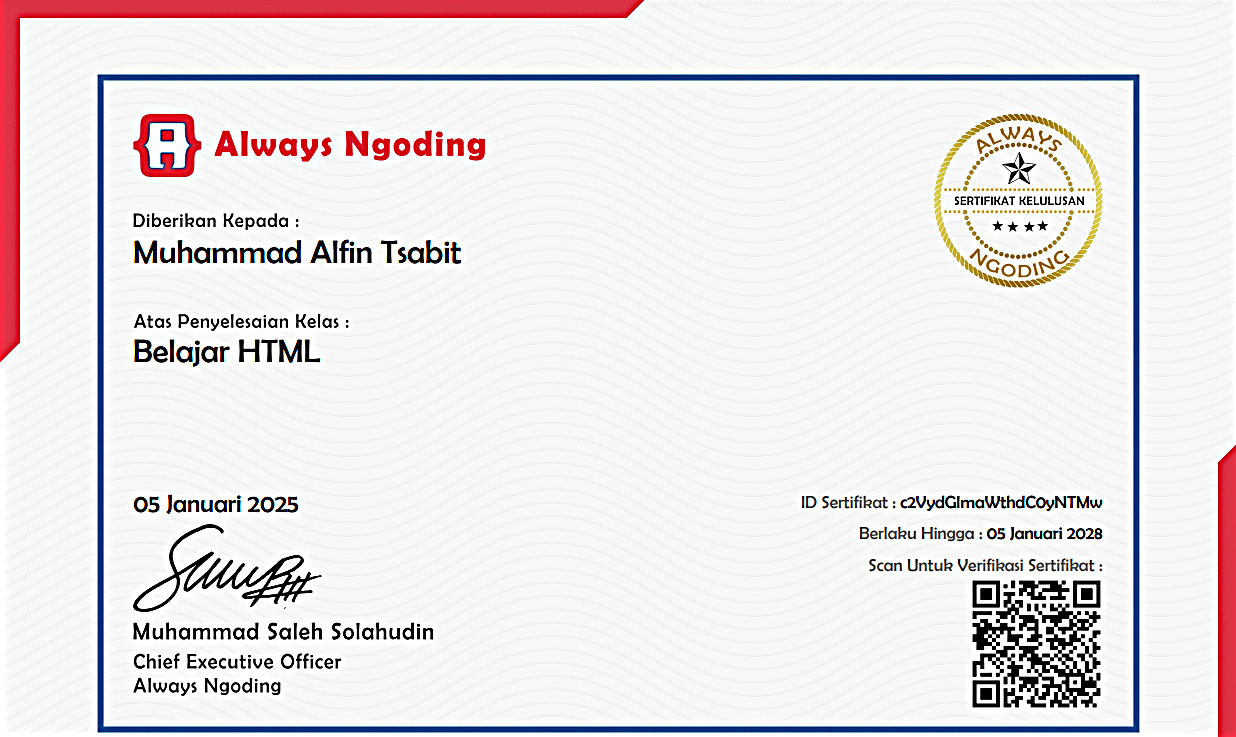 Always Ngoding
ALWAYS
SERTIFIKAT KELULUSAN
NGODING
Diberikan Kepada :
Muhammad Alfin Tsabit
Atas Penyelesaian Kelas :
Belajar HTML
05 Januari 2025
Muhammad Saleh Solahudin
Chief Executive Officer
Always Ngoding
ID Sertifikat : c2VydGlmaWthdC0yNTMw
Berlaku Hingga : 05 Januari 2028
Scan Untuk Verifikasi Sertifikat :